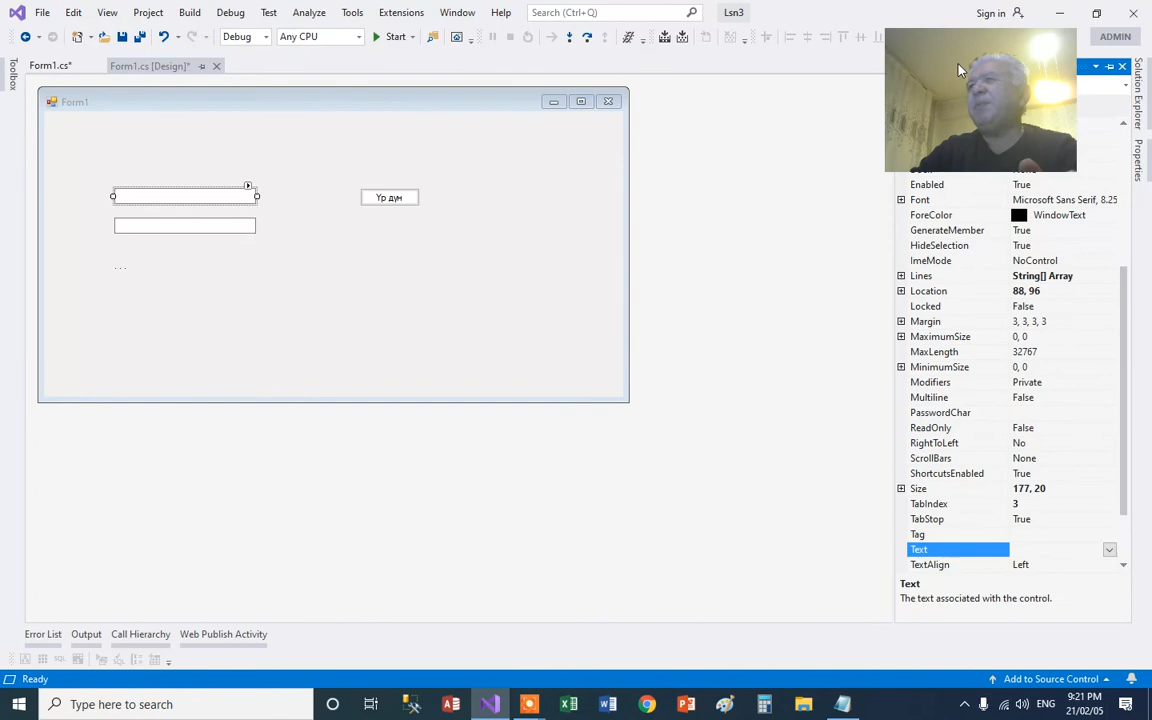 File Edit View Project Build Debug Test Analyze Tools Extensions Window Help Search (Ctrl+Q) Lsn3 Sign in
Debug Any CPU Start ADMIN
Form1.cs* Form1.cs [Design]*
Toolbox
Form1
Үр дүн
. . .
Enabled True
Font Microsoft Sans Serif, 8.25
ForeColor WindowText
GenerateMember True
HideSelection True
ImeMode NoControl
Lines String[] Array
Location 88, 96
Locked False
Margin 3, 3, 3, 3
MaximumSize 0, 0
MaxLength 32767
MinimumSize 0, 0
Modifiers Private
Multiline False
PasswordChar
ReadOnly False
RightToLeft No
ScrollBars None
ShortcutsEnabled True
Size 177, 20
TabIndex 3
TabStop True
Tag
Text
TextAlign Left
Text
The text associated with the control.
Solution Explorer
Properties
Error List Output Call Hierarchy Web Publish Activity
Ready Add to Source Control
Type here to search ENG 9:21 PM
21/02/05